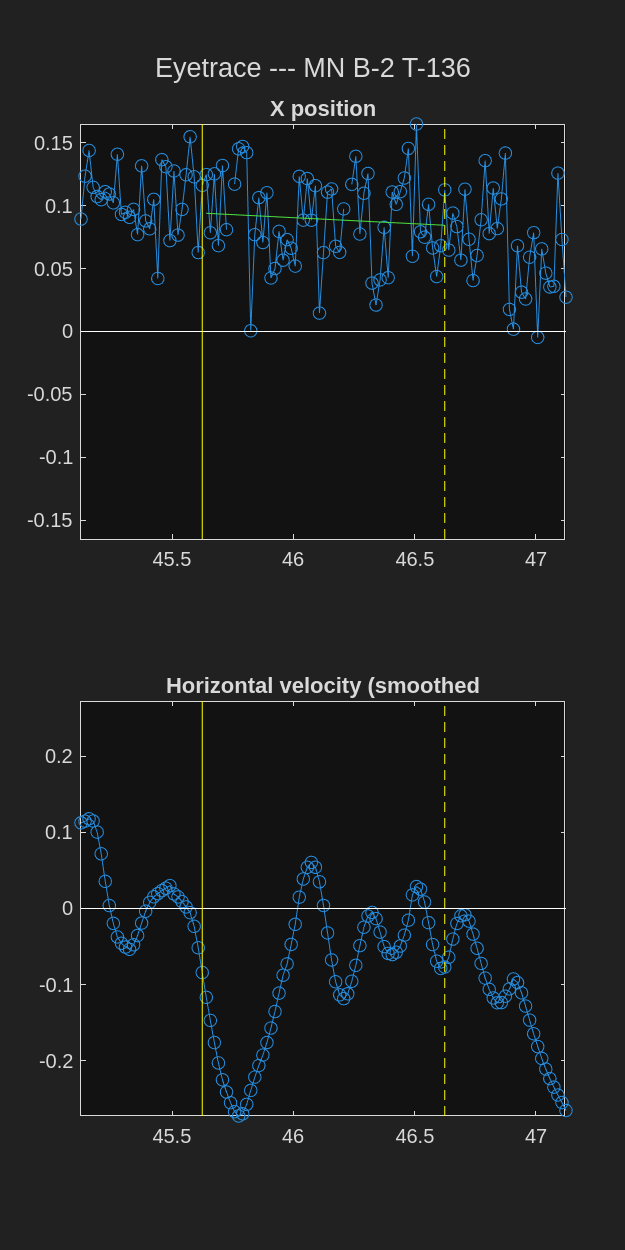 Eyetrace --- MN B-2 T-136
X position
0.15
0.1
0.05
0
-0.05
-0.1
-0.15
45.5 46 46.5 47
Horizontal velocity (smoothed
0.2
0.1
0
-0.1
-0.2
45.5 46 46.5 47